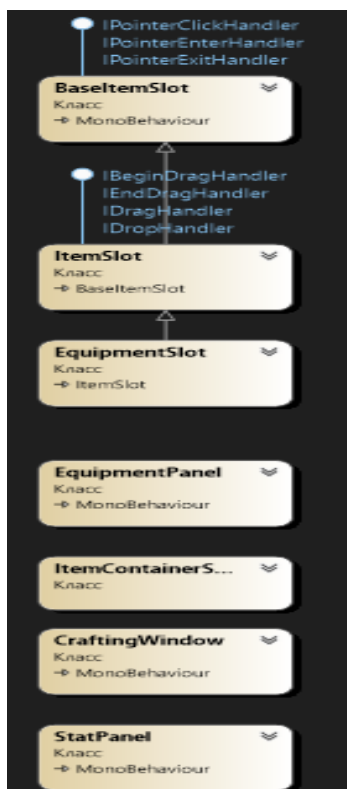 IPointerClickHandler
IPointerEnterHandler
IPointerExitHandler
BaseItemSlot
Класс
MonoBehaviour
IBeginDragHandler
IEndDragHandler
IDragHandler
IDropHandler
ItemSlot
Класс
BaseItemSlot
EquipmentSlot
Класс
ItemSlot
EquipmentPanel
Класс
MonoBehaviour
ItemContainerS...
Класс
CraftingWindow
Класс
MonoBehaviour
StatPanel
Класс
MonoBehaviour